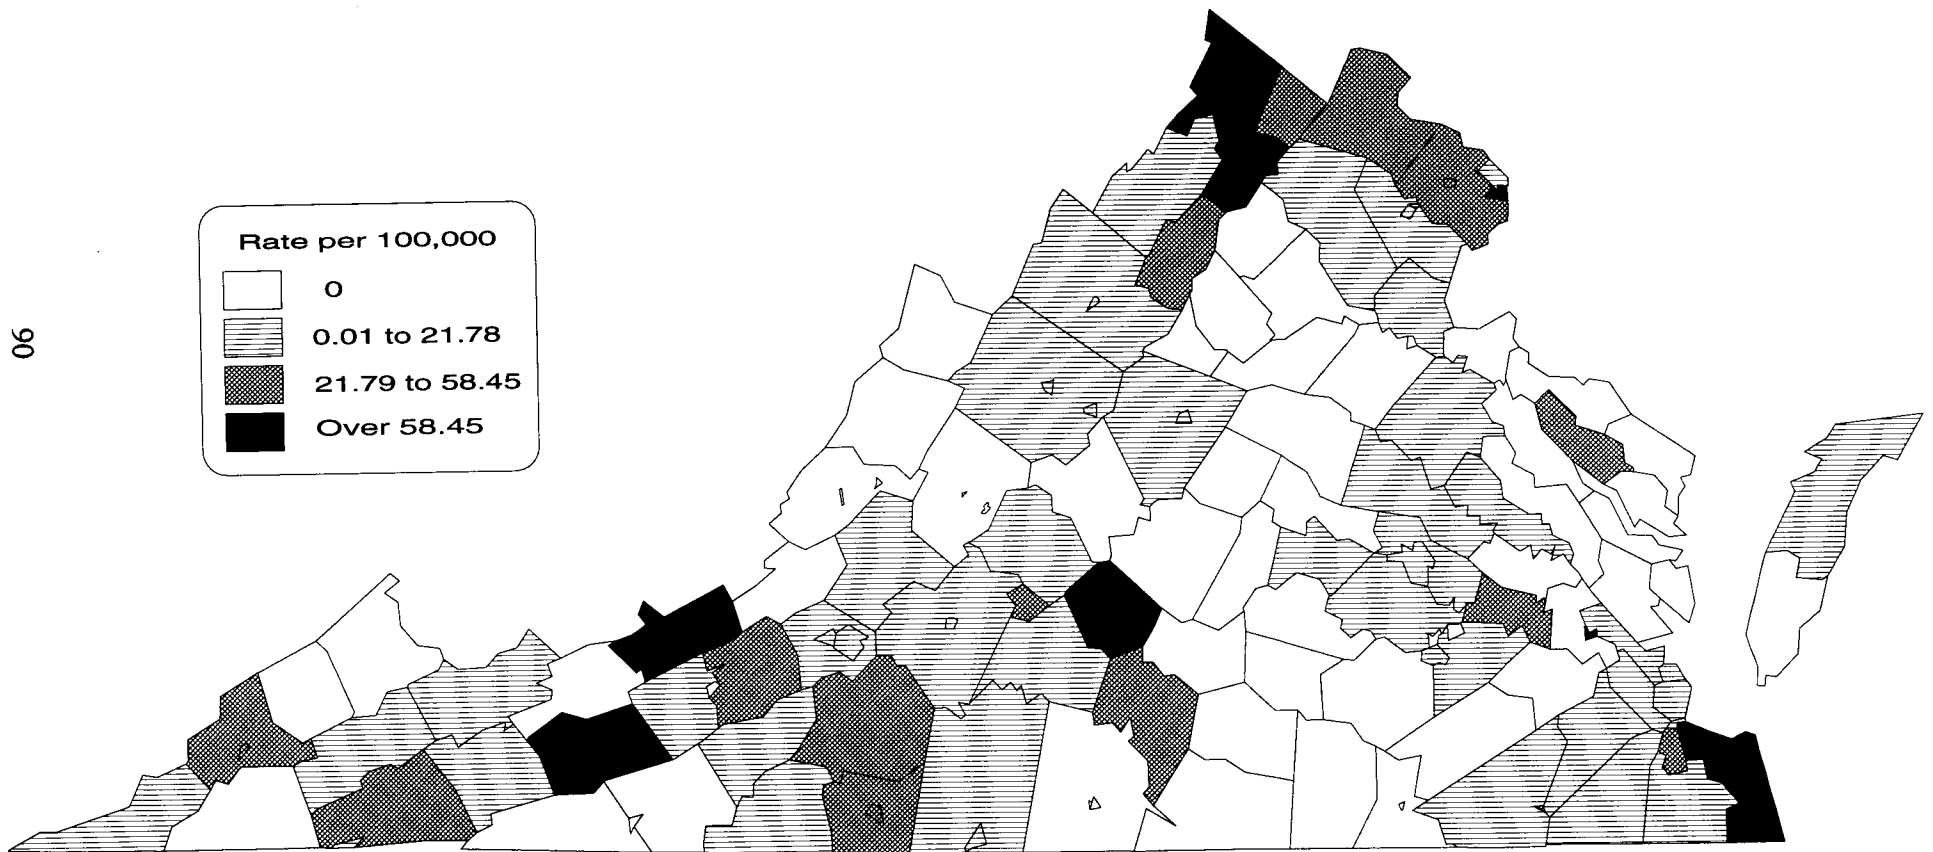 90
Rate per 100,000
0
0.01 to 21.78
21.79 to 58.45
Over 58.45